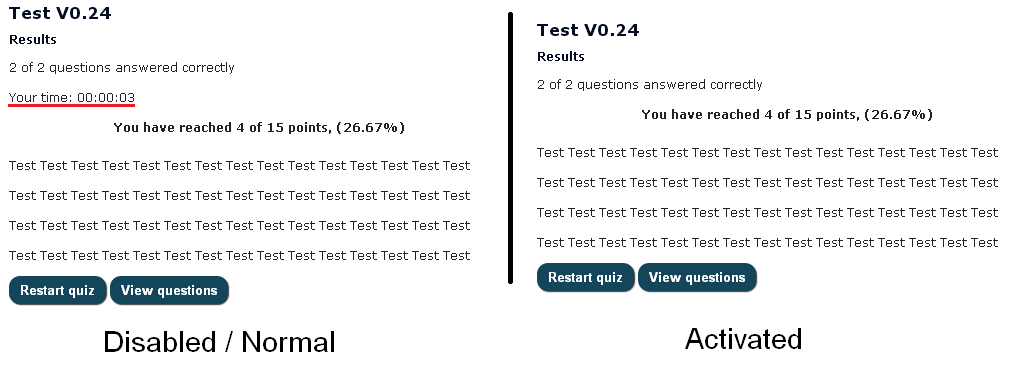 Test V0.24
Results
2 of 2 questions answered correctly
Your time: 00:00:03
You have reached 4 of 15 points, (26.67%)
Test Test Test Test Test Test Test Test Test Test Test Test Test Test Test
Test Test Test Test Test Test Test Test Test Test Test Test Test Test Test
Test Test Test Test Test Test Test Test Test Test Test Test Test Test Test
Test Test Test Test Test Test Test Test Test Test Test Test Test Test Test
Restart quiz View questions
Disabled / Normal
Test V0.24
Results
2 of 2 questions answered correctly
You have reached 4 of 15 points, (26.67%)
Test Test Test Test Test Test Test Test Test Test Test Test Test Test Test
Test Test Test Test Test Test Test Test Test Test Test Test Test Test Test
Test Test Test Test Test Test Test Test Test Test Test Test Test Test Test
Test Test Test Test Test Test Test Test Test Test Test Test Test Test Test
Restart quiz View questions
Activated